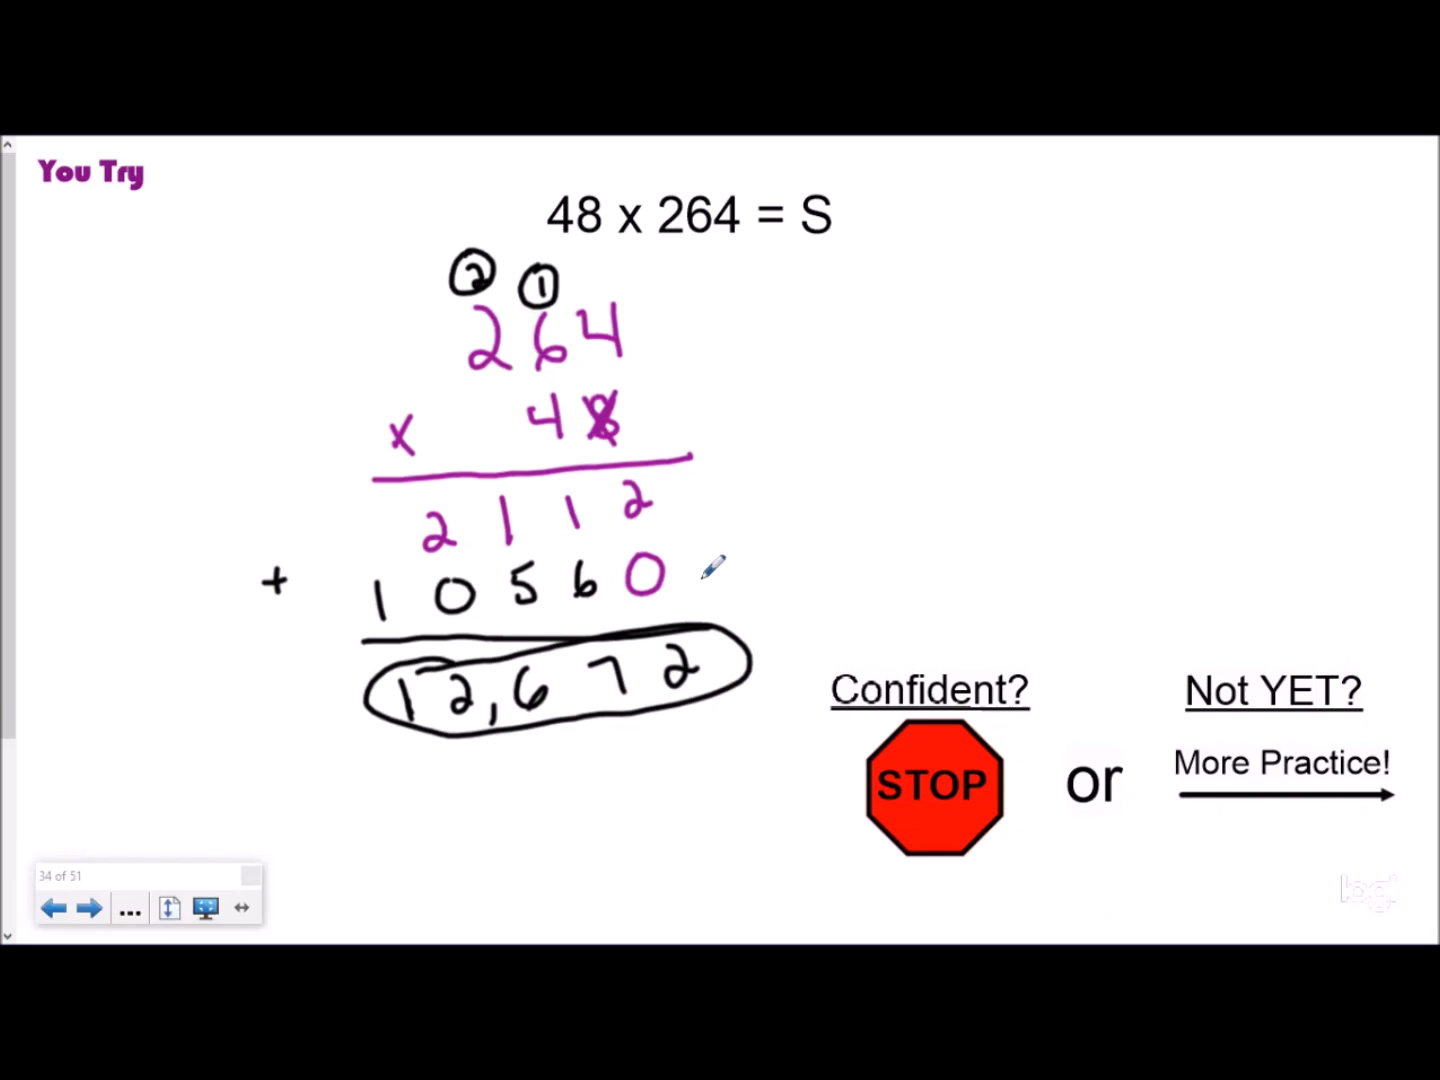 You Try
48 x 264 = S
2 1
264
x 48
2112
+ 10560
12,672
Confident?
Not YET?
STOP
or
More Practice!
34 of 51
...
logi